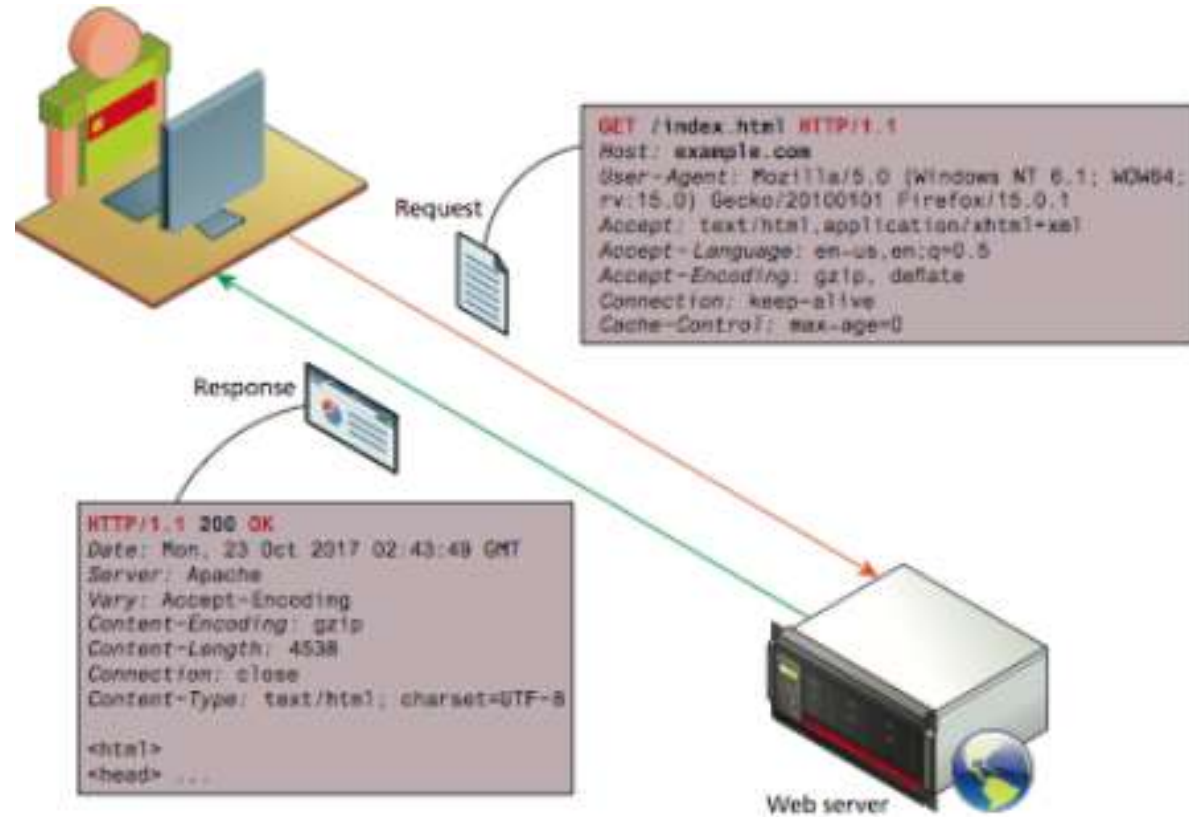 GET /index.html HTTP/1.1
Host: example.com
User-Agent: Mozilla/5.0 (Windows NT 6.1; WOW64;
rv:15.0) Gecko/20100101 Firefox/15.0.1
Accept: text/html,application/xhtml+xml
Accept-Language: en-us,en;q=0.5
Accept-Encoding: gzip, deflate
Connection: keep-alive
Cache-Control: max-age=0
Request
Response
HTTP/1.1 200 OK
Date: Mon, 23 Oct 2017 02:43:49 GMT
Server: Apache
Vary: Accept-Encoding
Content-Encoding: gzip
Content-Length: 4538
Connection: close
Content-Type: text/html; charset=UTF-8
<html>
<head> ...
Web server